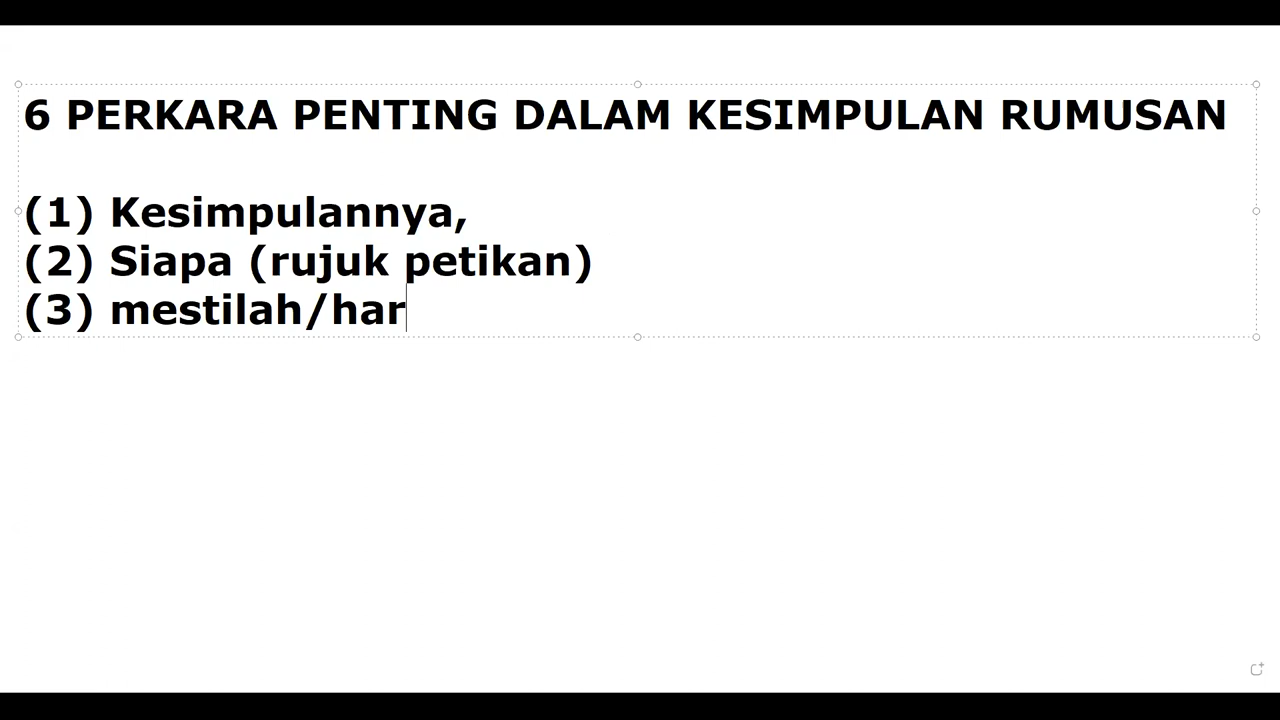 6 PERKARA PENTING DALAM KESIMPULAN RUMUSAN
(1) Kesimpulannya,
(2) Siapa (rujuk petikan)
(3) mestilah/har